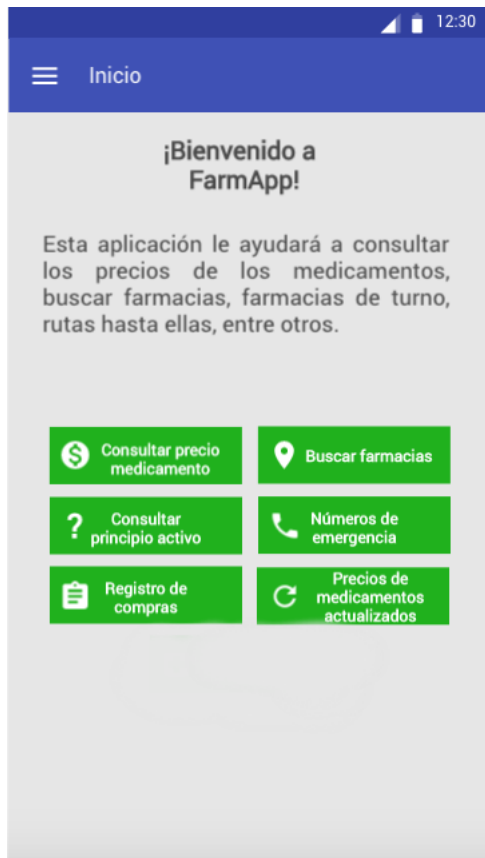 12:30
Inicio
¡Bienvenido a
FarmApp!
Esta aplicación le ayudará a consultar
los precios de los medicamentos,
buscar farmacias, farmacias de turno,
rutas hasta ellas, entre otros.
Consultar precio
medicamento
Buscar farmacias
?
Consultar
principio activo
Números de
emergencia
Registro de
compras
Precios de
medicamentos
actualizados